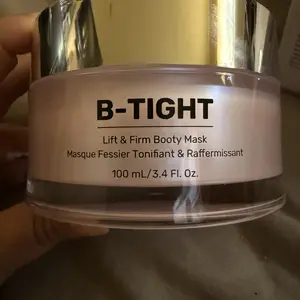 B-TIGHT
Lift & Firm Booty Mask
Masque Fessier Tonifiant & Raffermissant
100 mL/3.4 Fl. Oz.